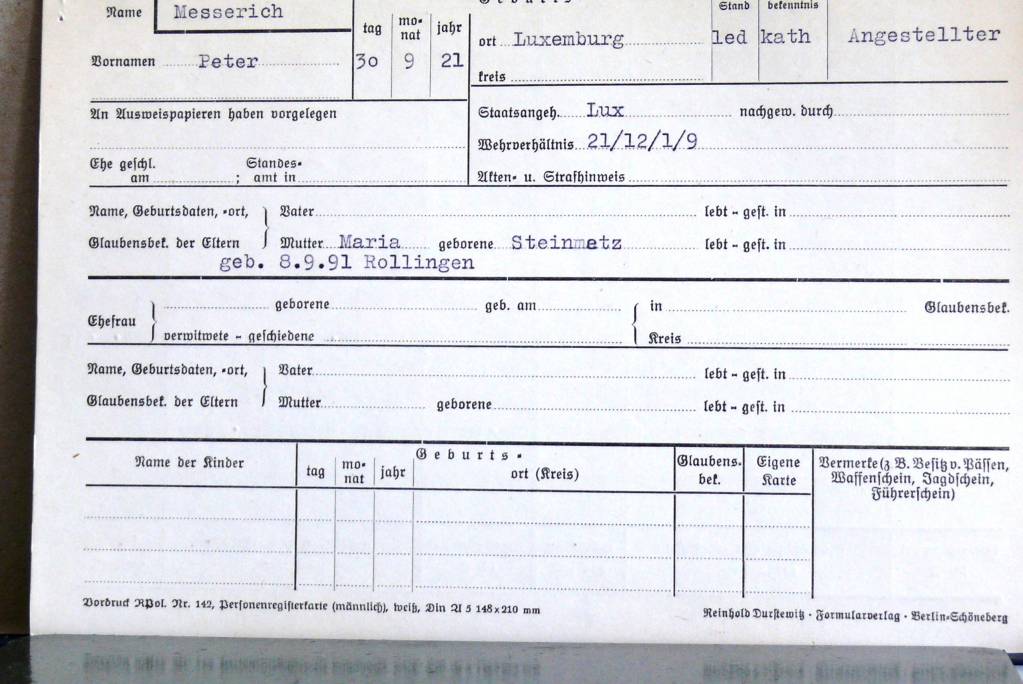 Name Messerich
tag mo-nat jahr
Geburts-
Stand bekenntnis
ort Luxemburg led kath Angestellter
Vornamen Peter 30 9 21
kreis
An Ausweispapieren haben vorgelegen
Staatsangeh. Lux nachgew. durch
Wehrverhältnis 21/12/1/9
Ehe geschl. am ; Standes-amt in
Akten- u. Strafhinweis
Name, Geburtsdaten, -ort, Vater lebt - gest. in
Glaubensbek. der Eltern Mutter Maria geborene Steinmetz lebt - gest. in
geb. 8.9.91 Rollingen
geborene geb. am in Glaubensbek.
Ehefrau
verwitwete - geschiedene Kreis
Name, Geburtsdaten, -ort, Vater lebt - gest. in
Glaubensbek. der Eltern Mutter geborene lebt - gest. in
Name der Kinder
Geburts-
tag mo-nat jahr ort (Kreis)
Glaubens-bek.
Eigene Karte
Vermerke (z. B. Besitz v. Pässen,
Waffenschein, Jagdschein,
Führerschein)
Vordruck RPol. Nr. 142, Personenregisterkarte (männlich), weiß, Din A 5 148x210 mm
Reinhold Durstewitz · Formularverlag · Berlin-Schöneberg